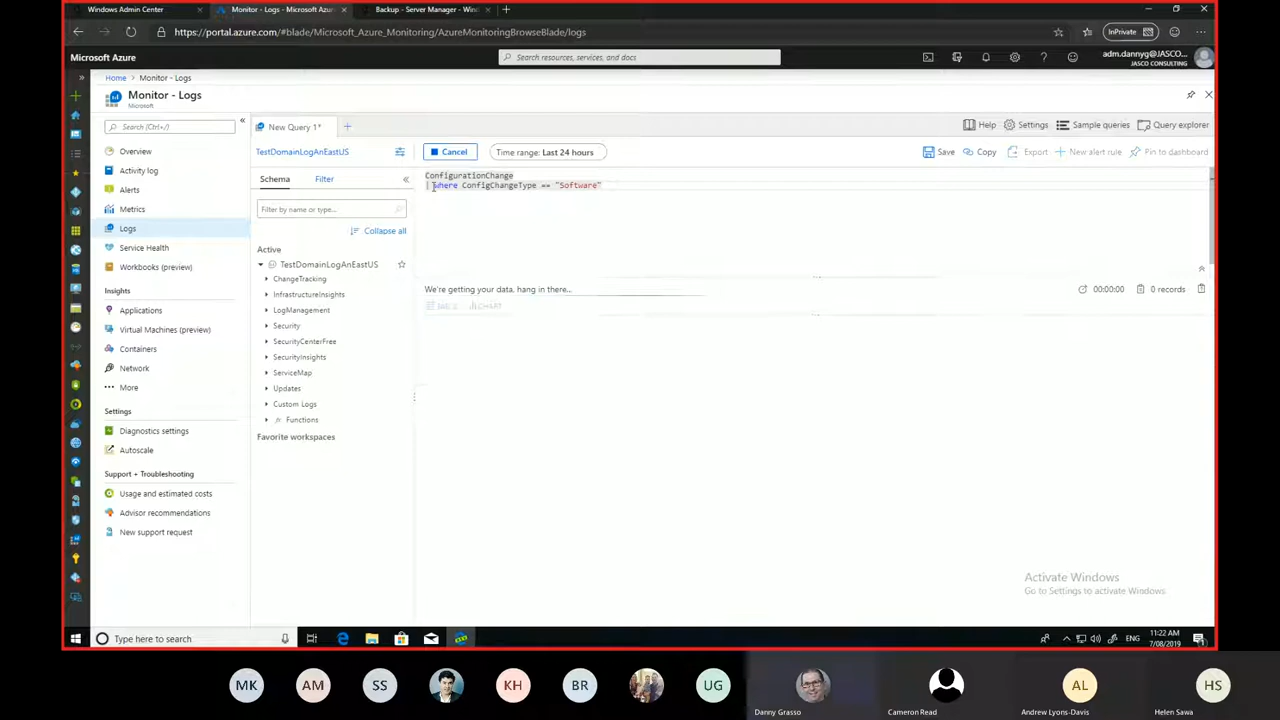 Windows Admin Center
Monitor - Logs - Microsoft Azu
Backup - Server Manager - Wind
https://portal.azure.com/#blade/Microsoft_Azure_Monitoring/AzureMonitoringBrowseBlade/logs
InPrivate
Microsoft Azure
Search resources, services, and docs
adm.dannyg@JASCO...
JASCO CONSULTING
Home > Monitor - Logs
Monitor - Logs
Microsoft
Search (Ctrl+/)
Overview
Activity log
Alerts
Metrics
Logs
Service Health
Workbooks (preview)
Insights
Applications
Virtual Machines (preview)
Containers
Network
More
Settings
Diagnostics settings
Autoscale
Support + Troubleshooting
Usage and estimated costs
Advisor recommendations
New support request
New Query 1*
Help
Settings
Sample queries
Query explorer
TestDomainLogAnEastUS
Cancel
Time range: Last 24 hours
Save
Copy
Export
New alert rule
Pin to dashboard
Schema
Filter
Filter by name or type...
Collapse all
Active
TestDomainLogAnEastUS
ChangeTracking
InfrastructureInsights
LogManagement
Security
SecurityCenterFree
SecurityInsights
ServiceMap
Updates
Custom Logs
Functions
Favorite workspaces
ConfigurationChange
| where ConfigChangeType == "Software"
We're getting your data, hang in there...
00:00:00
0 records
CHART
Activate Windows
Go to Settings to activate Windows
Type here to search
ENG
11:22 AM
7/08/2019
MK
AM
SS
KH
BR
UG
AL
HS
Danny Grasso
Cameron Read
Andrew Lyons-Davis
Helen Sawa